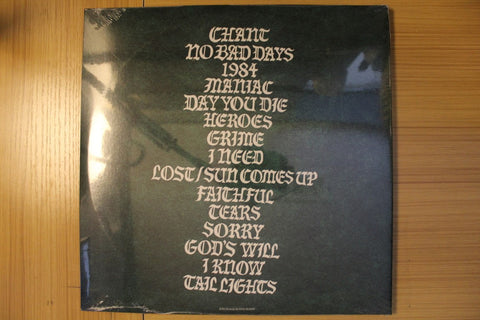 CHANT
NO BAD DAYS
1984
MANIAC
DAY YOU DIE
HEROES
GRIME
I NEED
LOST/SUN COMES UP
FAITHFUL
TEARS
SORRY
GOD'S WILL
I KNOW
TAIL LIGHTS